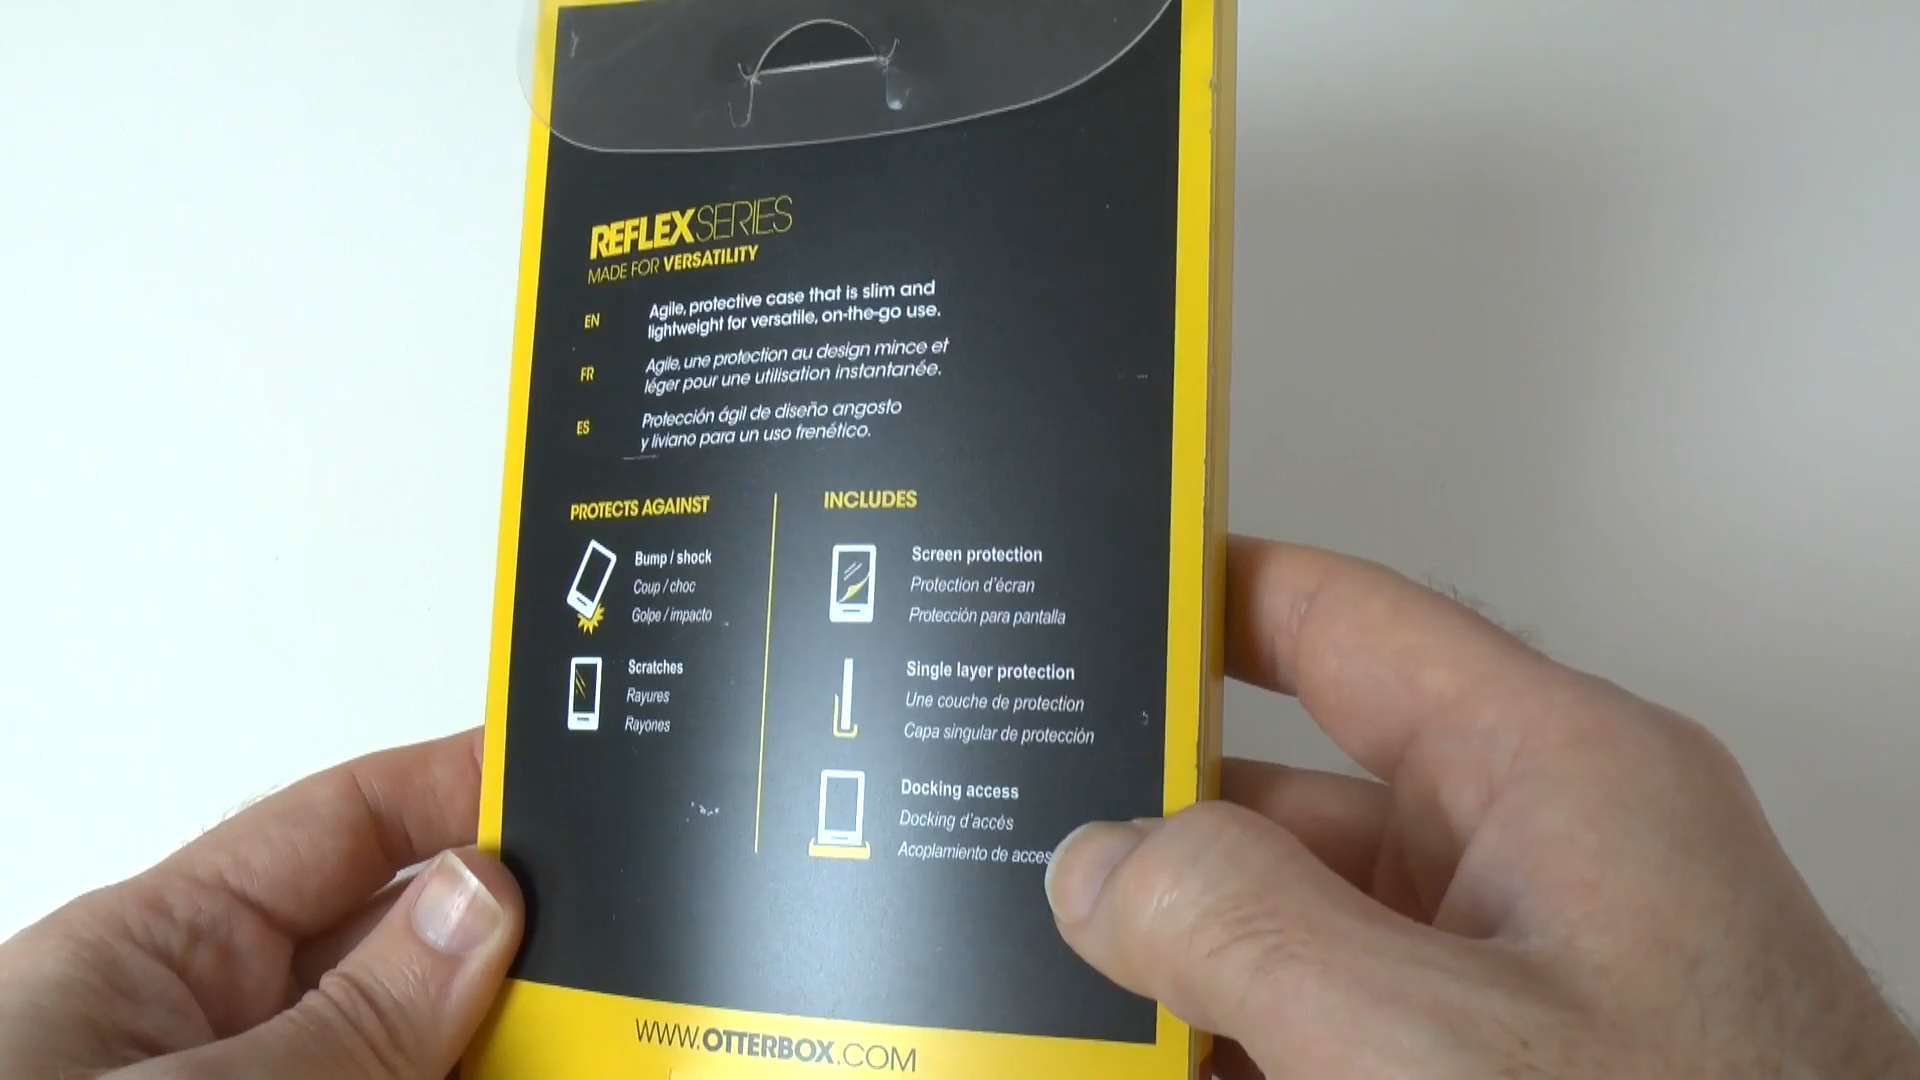 REFLEXSERIES
MADE FOR VERSATILITY
EN
Agile, protective case that is slim and
lightweight for versatile, on-the-go use.
FR
Agile, une protection au design mince et
léger pour une utilisation instantanée.
ES
Protección ágil de diseño angosto
y liviano para un uso frenético.
PROTECTS AGAINST
Bump / shock
Coup / choc
Golpe / impacto
Scratches
Rayures
Rayones
INCLUDES
Screen protection
Protection d'écran
Protección para pantalla
Single layer protection
Une couche de protection
Capa singular de protección
Docking access
Docking d'accés
Acoplamiento de
WWW.OTTERBOX.COM